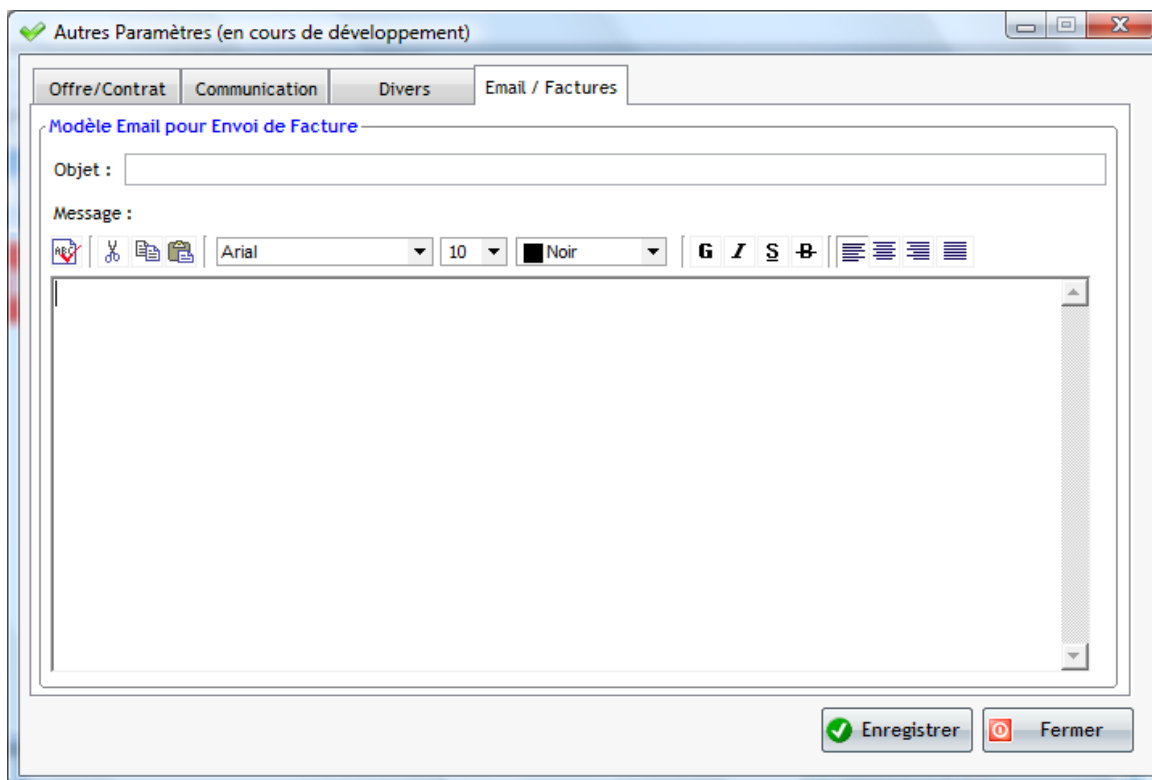 Autres Paramètres (en cours de développement)
Offre/Contrat Communication Divers Email / Factures
Modèle Email pour Envoi de Facture
Objet :
Message :
ABC Arial 10 Noir G I S B
Enregistrer Fermer